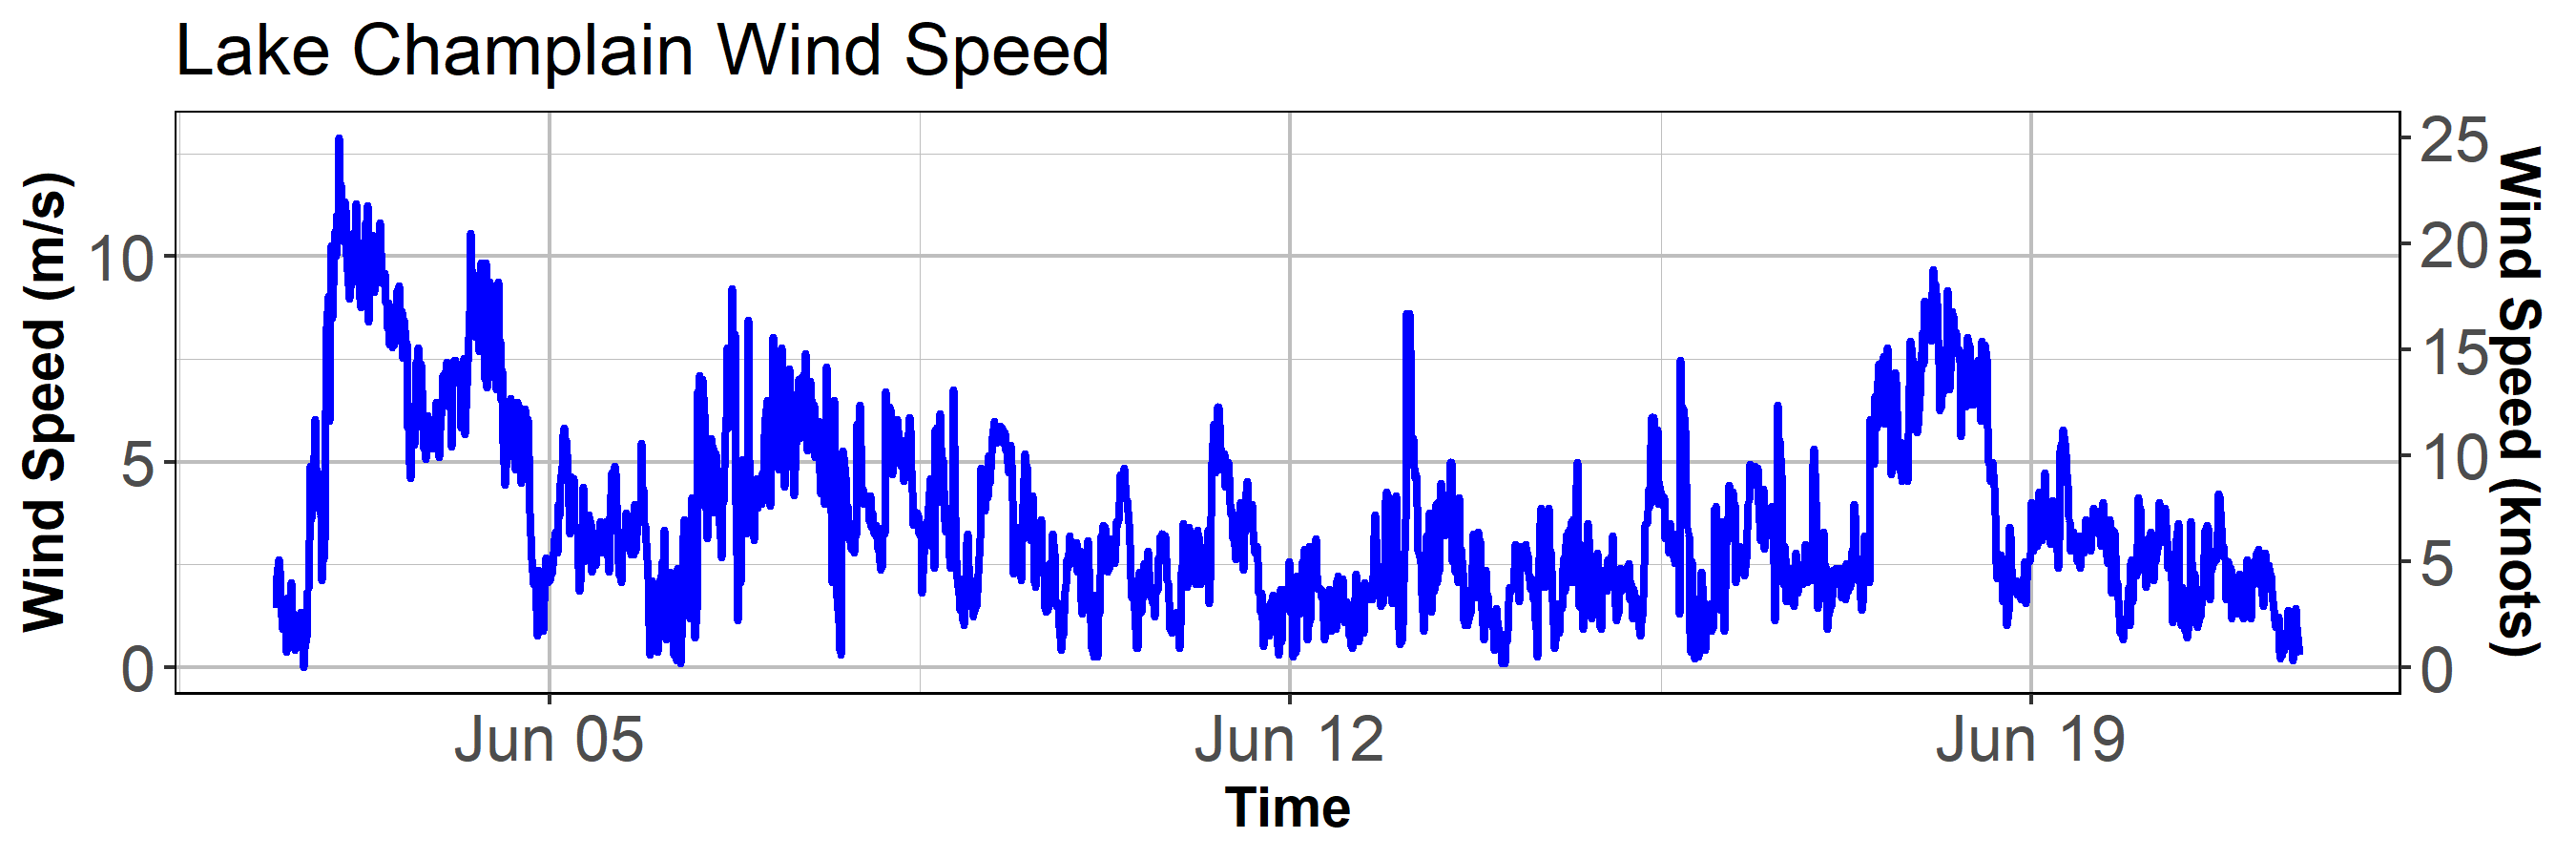 Lake Champlain Wind Speed
Wind Speed (m/s)
10
5
0
25
20
15
10
5
0
Wind Speed (knots)
Jun 05 Jun 12 Jun 19
Time